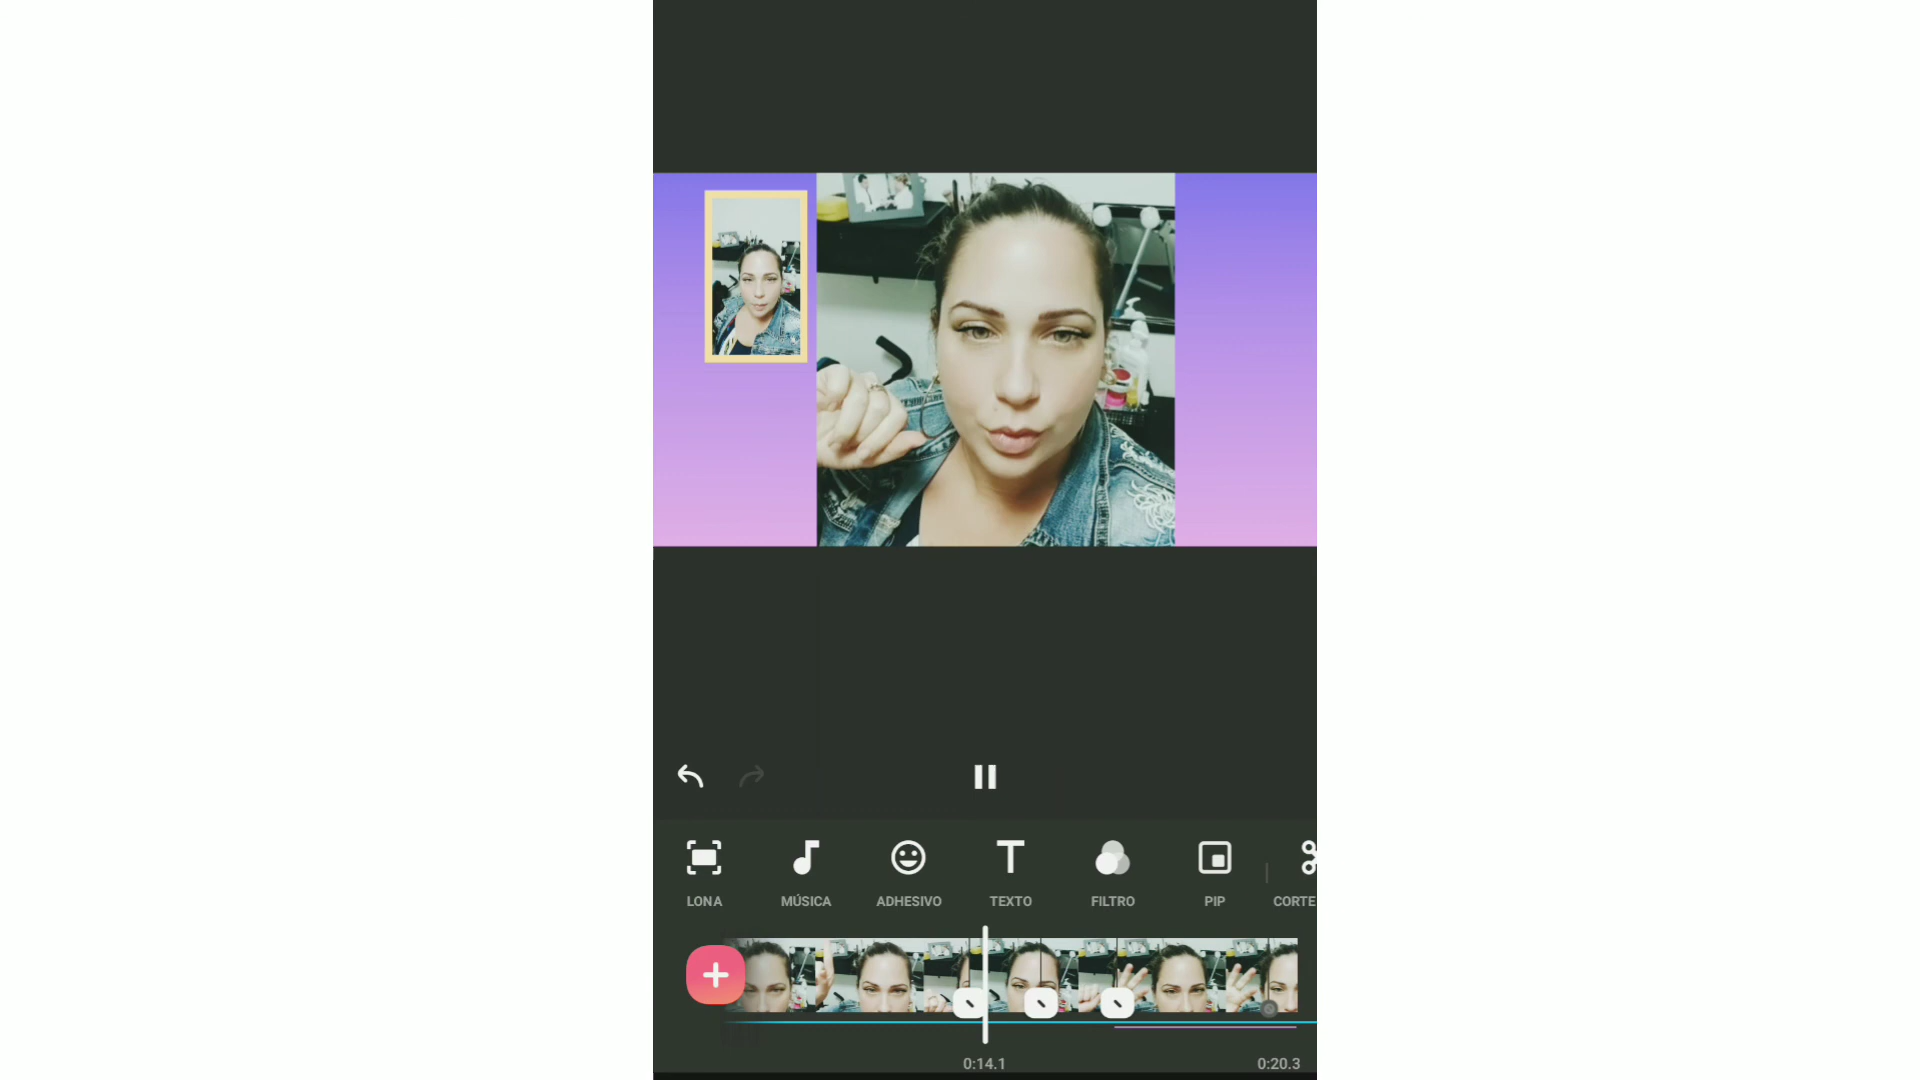 LONA
MÚSICA
ADHESIVO
TEXTO
FILTRO
PIP
CORTE
0:14.1
0:20.3